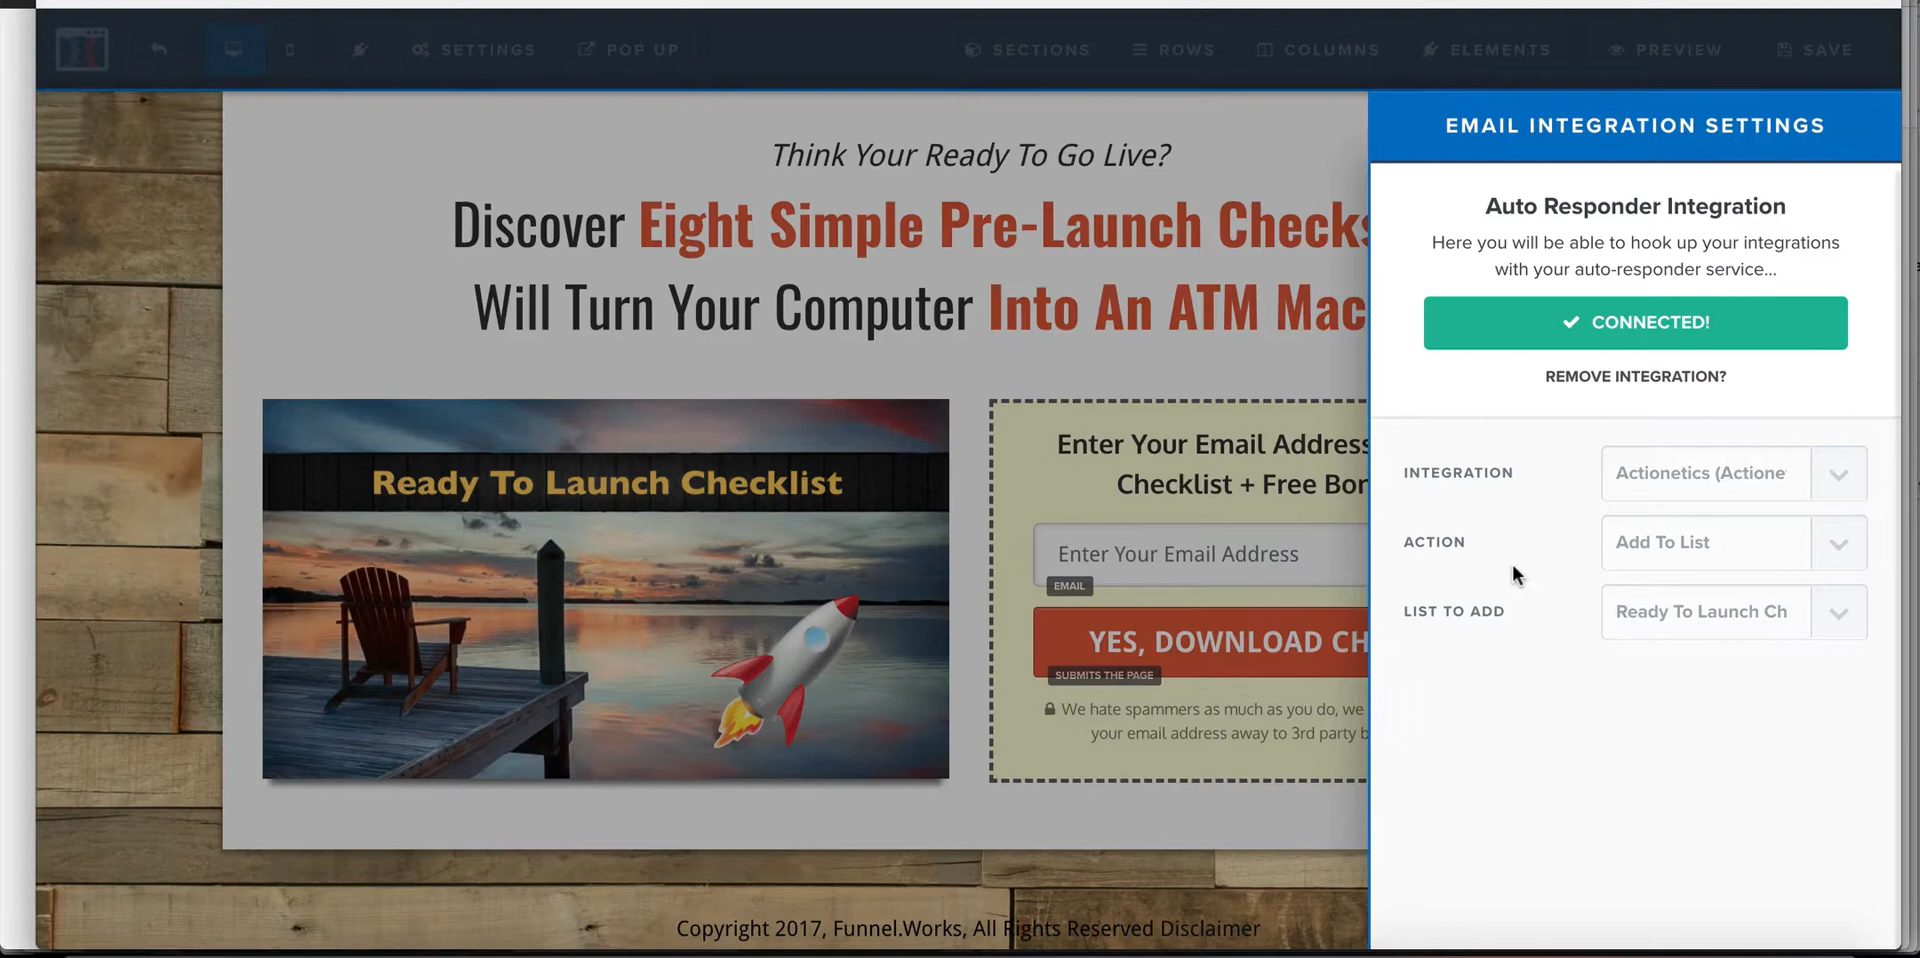 SETTINGS
POP UP
SECTIONS
ROWS
COLUMNS
ELEMENTS
PREVIEW
SAVE
Think Your Ready To Go Live?
Discover Eight Simple Pre-Launch Checks
Will Turn Your Computer Into An ATM Mac
Ready To Launch Checklist
Enter Your Email Address
Checklist + Free Bon
Enter Your Email Address
EMAIL
YES, DOWNLOAD CH
SUBMITS THE PAGE
We hate spammers as much as you do, we
your email address away to 3rd party b
Copyright 2017, Funnel.Works, All Rights Reserved Disclaimer
EMAIL INTEGRATION SETTINGS
Auto Responder Integration
Here you will be able to hook up your integrations
with your auto-responder service...
CONNECTED!
REMOVE INTEGRATION?
INTEGRATION
Actionetics (Actione
ACTION
Add To List
LIST TO ADD
Ready To Launch Ch